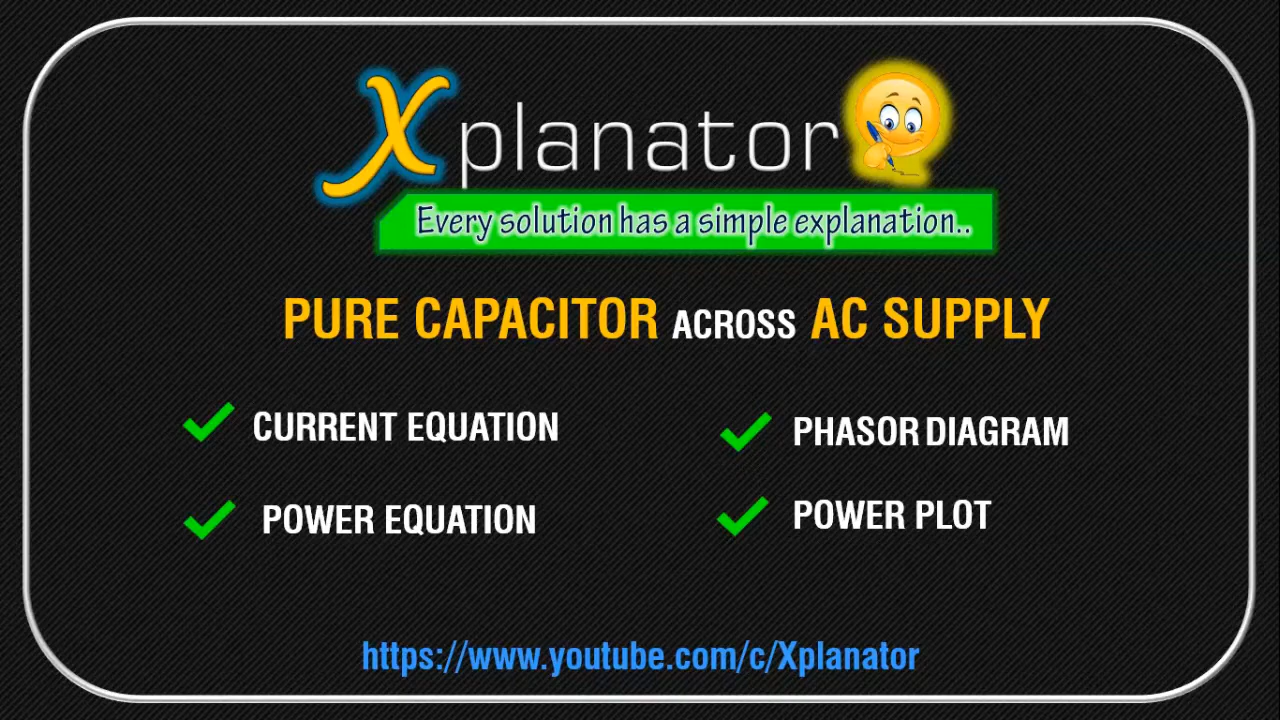 Xplanator
Every solution has a simple explanation..
PURE CAPACITOR ACROSS AC SUPPLY
CURRENT EQUATION
PHASOR DIAGRAM
POWER EQUATION
POWER PLOT
https://www.youtube.com/c/Xplanator